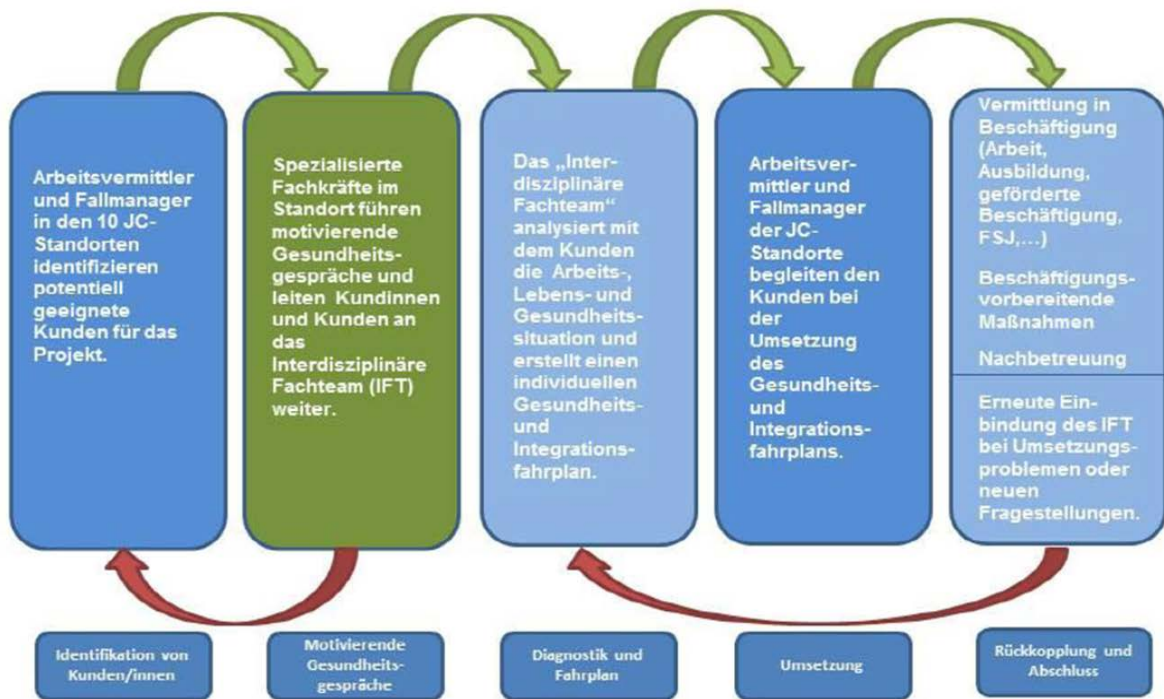 Arbeitsvermittler
und Fallmanager
in den 10 JC-
Standorten
identifizieren
potentiell
geeignete
Kunden für das
Projekt.
Spezialisierte
Fachkräfte im
Standort führen
motivierende
Gesundheits-
gespräche und
leiten Kundinnen
und Kunden an
das
Interdisziplinäre
Fachteam (IFT)
weiter.
Das „Inter-
disziplinäre
Fachteam“
analysiert mit
dem Kunden
die Arbeits-,
Lebens- und
Gesundheits-
situation und
erstellt einen
individuellen
Gesundheits-
und
Integrations-
fahrplan.
Arbeitsver-
mittler und
Fallmanager
der JC-
Standorte
begleiten den
Kunden bei
der
Umsetzung
des
Gesundheits-
und
Integrations-
fahrplans.
Vermittlung in
Beschäftigung
(Arbeit,
Ausbildung,
geförderte
Beschäftigung,
FSJ,…)
Beschäftigungs-
vorbereitende
Maßnahmen
Nachbetreuung
Erneute Ein-
bindung des IFT
bei Umsetzungs-
problemen oder
neuen
Fragestellungen.
Identifikation von
Kunden/innen
Motivierende
Gesundheits-
gespräche
Diagnostik und
Fahrplan
Umsetzung
Rückkopplung und
Abschluss